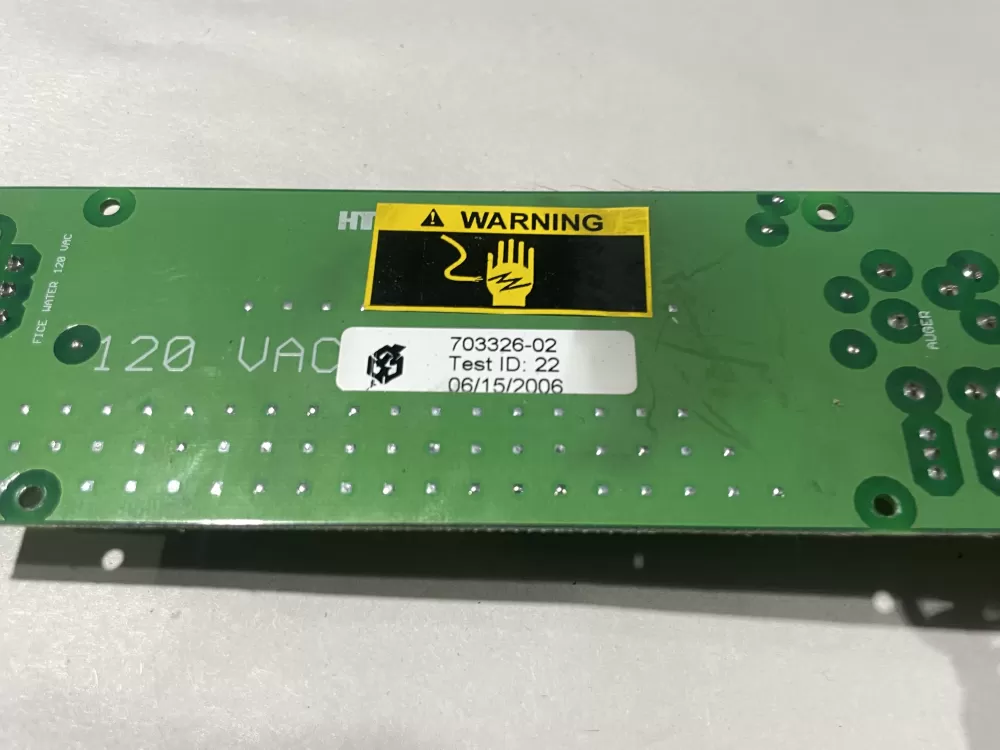 HT
WARNING
FICE WATER 120 VAC
120 VAC
703326-02
Test ID: 22
06/15/2006
AUGER